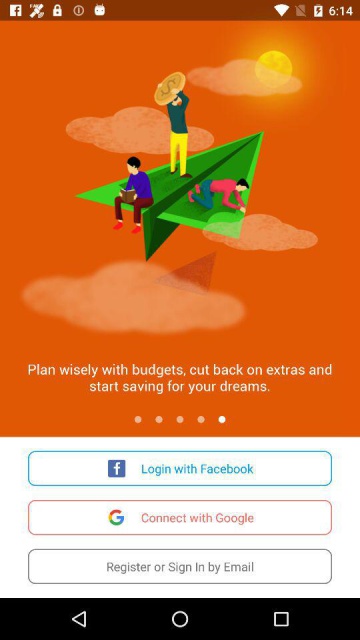 6:14
Plan wisely with budgets, cut back on extras and
start saving for your dreams.
Login with Facebook
Connect with Google
Register or Sign In by Email